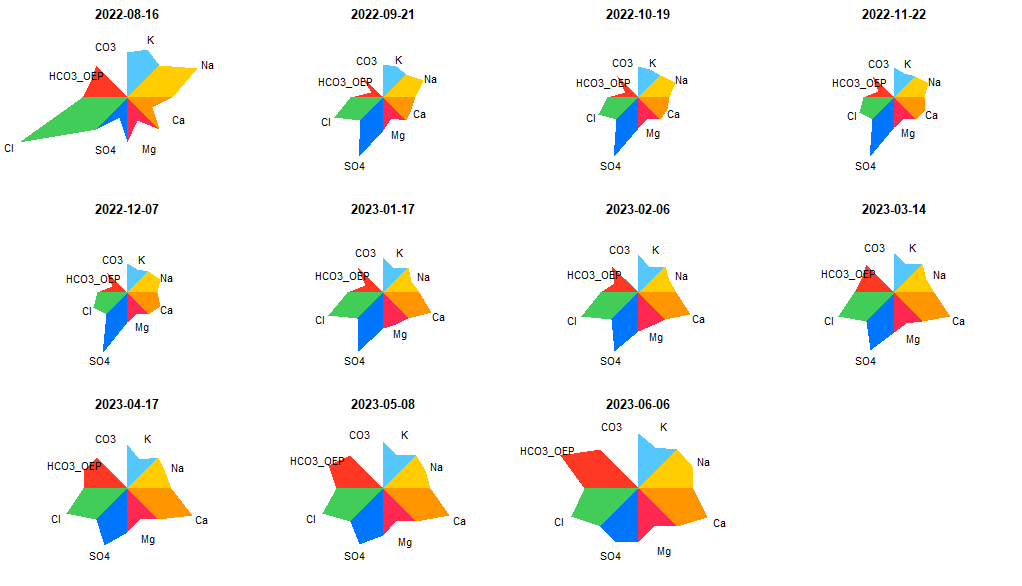 2022-08-16
K
CO3
Na
HCO3_OEP
Ca
Cl
SO4
Mg
2022-09-21
K
CO3
Na
HCO3_OEP
Ca
Cl
Mg
SO4
2022-10-19
K
CO3
Na
HCO3_OEP
Ca
Cl
Mg
SO4
2022-11-22
K
CO3
Na
HCO3_OEP
Ca
Cl
Mg
SO4
2022-12-07
CO3
K
HCO3_OEP
Na
Cl
Ca
Mg
SO4
2023-01-17
K
CO3
HCO3_OEP
Na
Cl
Ca
Mg
SO4
2023-02-06
CO3
K
HCO3_OEP
Na
Cl
Ca
Mg
SO4
2023-03-14
CO3
K
HCO3_OEP
Na
Cl
Ca
Mg
SO4
2023-04-17
CO3
K
HCO3_OEP
Na
Cl
Ca
Mg
SO4
2023-05-08
CO3
K
HCO3_OEP
Na
Cl
Ca
Mg
SO4
2023-06-06
CO3
K
HCO3_OEP
Na
Cl
Ca
Mg
SO4